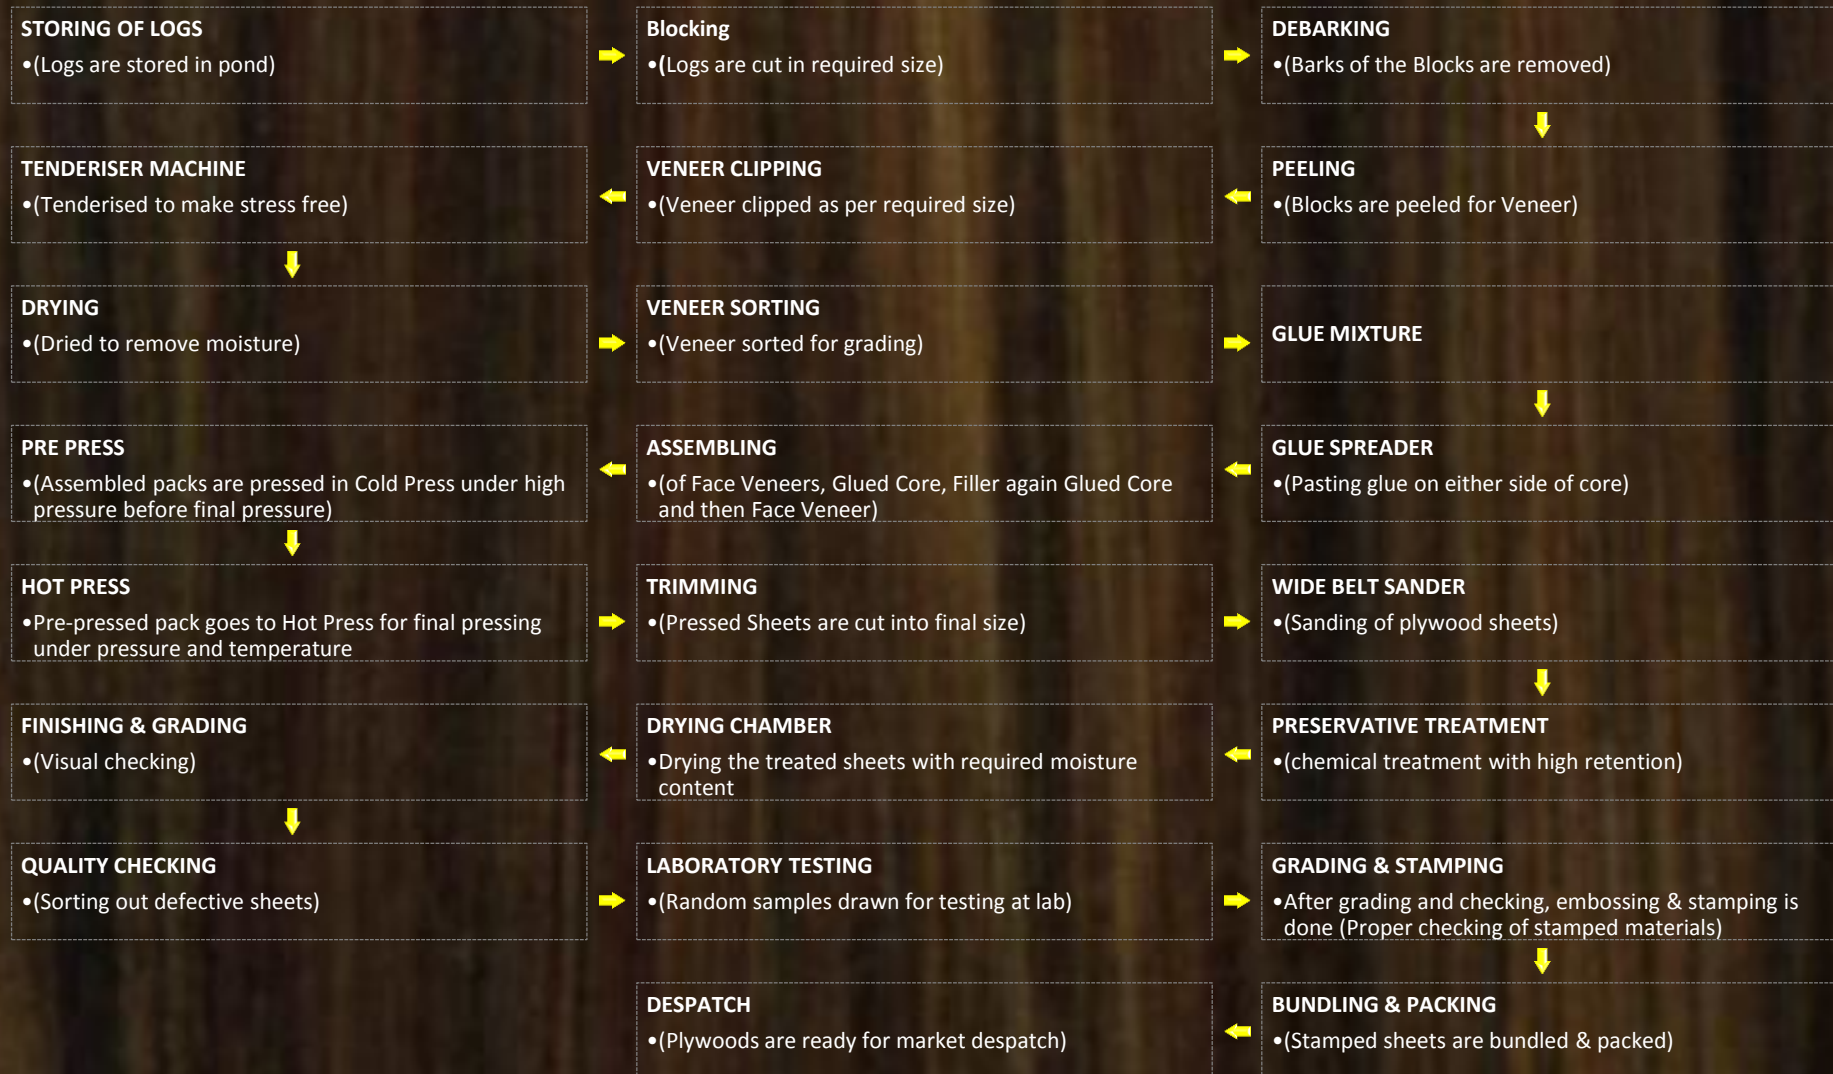 STORING OF LOGS
•(Logs are stored in pond)
Blocking
•(Logs are cut in required size)
DEBARKING
•(Barks of the Blocks are removed)
PEELING
•(Blocks are peeled for Veneer)
VENEER CLIPPING
•(Veneer clipped as per required size)
TENDERISER MACHINE
•(Tenderised to make stress free)
DRYING
•(Dried to remove moisture)
VENEER SORTING
•(Veneer sorted for grading)
GLUE MIXTURE
GLUE SPREADER
•(Pasting glue on either side of core)
ASSEMBLING
•(of Face Veneers, Glued Core, Filler again Glued Core
and then Face Veneer)
PRE PRESS
•(Assembled packs are pressed in Cold Press under high
pressure before final pressure)
HOT PRESS
•Pre-pressed pack goes to Hot Press for final pressing
under pressure and temperature
TRIMMING
•(Pressed Sheets are cut into final size)
WIDE BELT SANDER
•(Sanding of plywood sheets)
PRESERVATIVE TREATMENT
•(chemical treatment with high retention)
DRYING CHAMBER
•Drying the treated sheets with required moisture
content
FINISHING & GRADING
•(Visual checking)
QUALITY CHECKING
•(Sorting out defective sheets)
LABORATORY TESTING
•(Random samples drawn for testing at lab)
GRADING & STAMPING
•After grading and checking, embossing & stamping is
done (Proper checking of stamped materials)
BUNDLING & PACKING
•(Stamped sheets are bundled & packed)
DESPATCH
•(Plywoods are ready for market despatch)